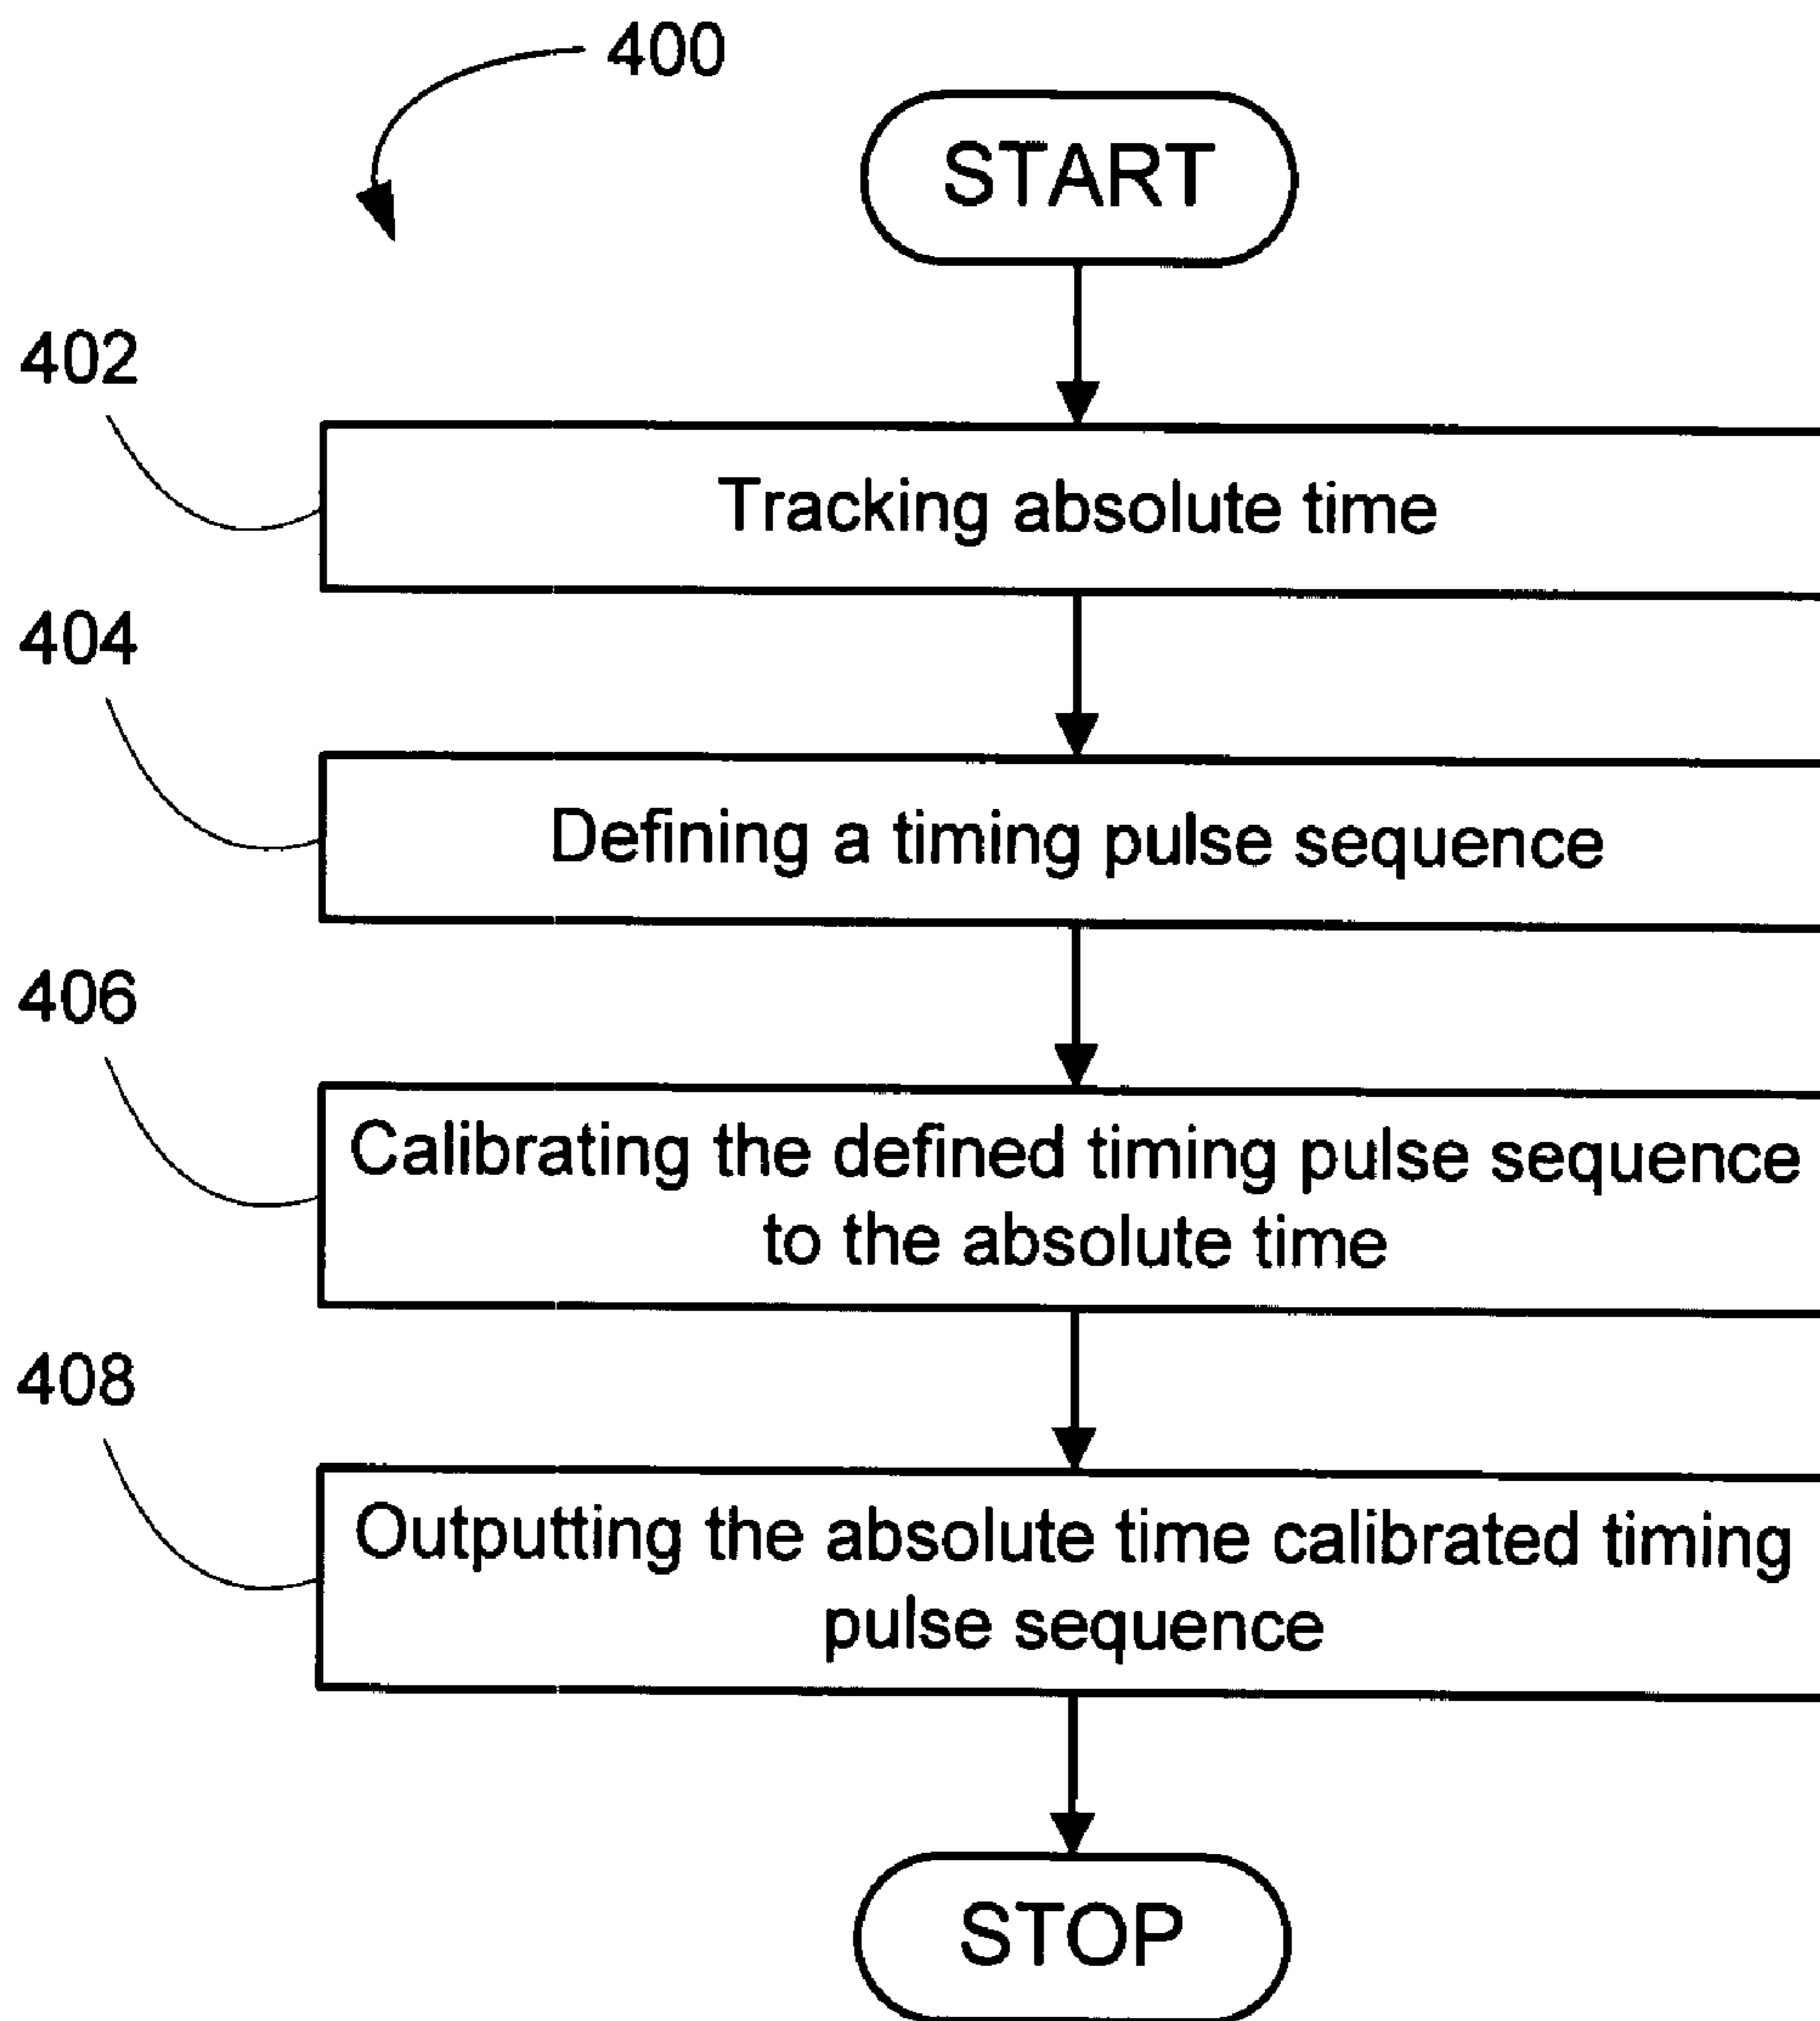 400
START
402
Tracking absolute time
404
Defining a timing pulse sequence
406
Calibrating the defined timing pulse sequence
to the absolute time
408
Outputting the absolute time calibrated timing
pulse sequence
STOP